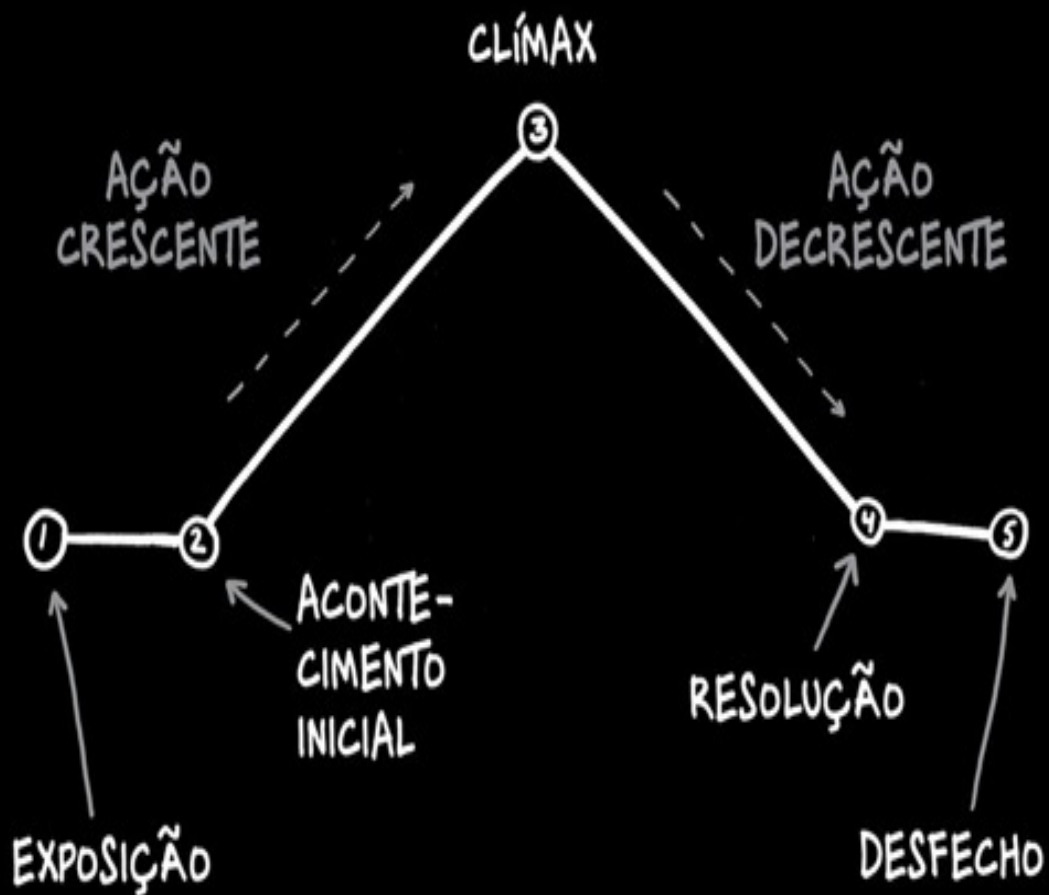 CLÍMAX
3
AÇÃO
CRESCENTE
AÇÃO
DECRESCENTE
1
2
4
5
ACONTE-
CIMENTO
INICIAL
RESOLUÇÃO
EXPOSIÇÃO
DESFECHO